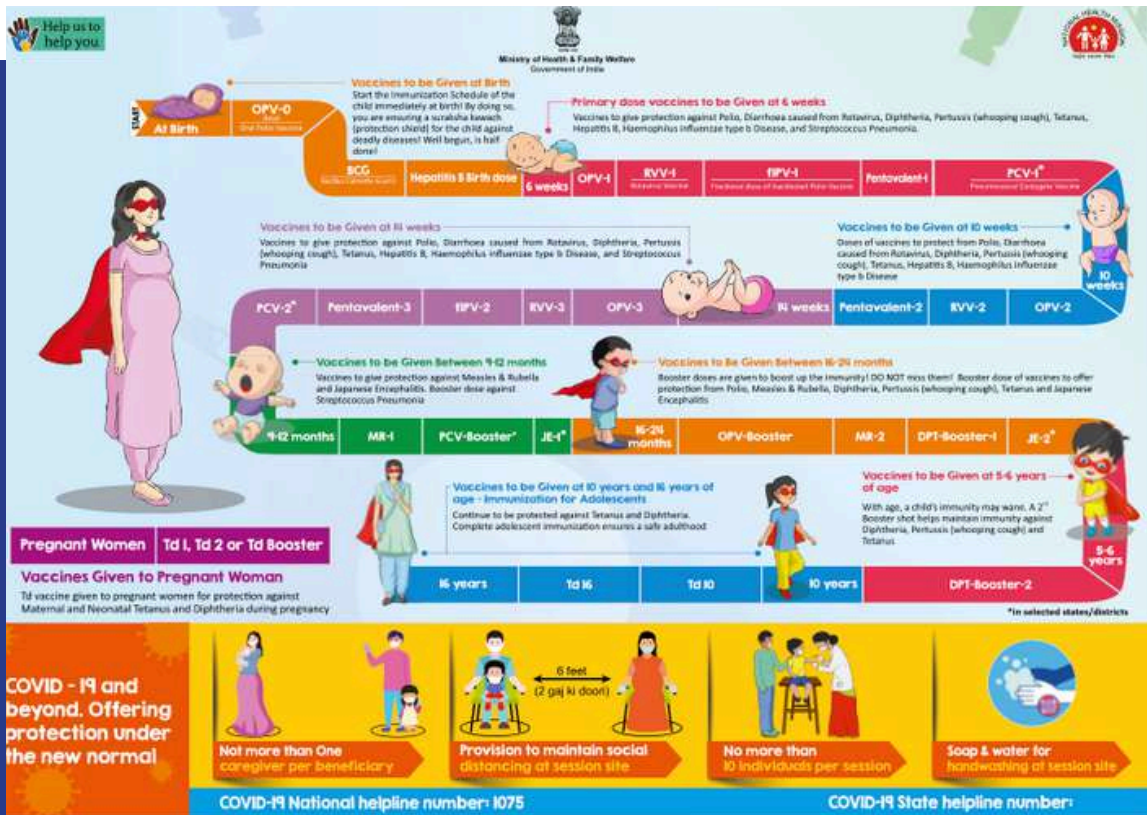 Help us to
help you
Ministry of Health & Family Welfare
Government of India
NATIONAL HEALTH MISSION
Vaccines to be Given at Birth
Start the Immunization Schedule of the
child immediately at birth! By doing so,
you are ensuring a suraksha kawach
(protection shield) for the child against
deadly diseases! Well begun, is half
done!
START
At Birth
OPV-0
Oral Polio Vaccine
BCG
Hepatitis B Birth dose
Primary dose vaccines to be Given at 6 weeks
Vaccines to give protection against Polio, Diarrhoea caused from Rotavirus, Diphtheria, Pertussis (whooping cough), Tetanus,
Hepatitis B, Haemophilus influenzae type b Disease, and Streptococcus Pneumonia.
6 weeks
OPV-1
RVV-1
Rotavirus Vaccine
fIPV-1
Fractional dose of Inactivated Polio Vaccine
Pentavalent-1
PCV-1*
Pneumococcal Conjugate Vaccine
Vaccines to be Given at 10 weeks
Doses of vaccines to protect from Polio, Diarrhoea
caused from Rotavirus, Diphtheria, Pertussis (whooping
cough), Tetanus, Hepatitis B, Haemophilus influenzae
type b Disease
10
weeks
OPV-2
RVV-2
Pentavalent-2
Vaccines to be Given at 14 weeks
Vaccines to give protection against Polio, Diarrhoea caused from Rotavirus, Diphtheria, Pertussis
(whooping cough), Tetanus, Hepatitis B, Haemophilus influenzae type b Disease, and Streptococcus
Pneumonia
14 weeks
OPV-3
RVV-3
fIPV-2
Pentavalent-3
PCV-2*
Vaccines to be Given Between 9-12 months
Vaccines to give protection against Measles & Rubella
and Japanese Encephalitis. Booster dose against
Streptococcus Pneumonia
9-12 months
MR-1
PCV-Booster*
JE-1*
Vaccines to Be Given Between 16-24 months
Booster doses are given to boost up the immunity! DO NOT miss them! Booster dose of vaccines to offer
protection from Polio, Measles & Rubella, Diphtheria, Pertussis (whooping cough), Tetanus and Japanese
Encephalitis
16-24
months
OPV-Booster
MR-2
DPT-Booster-1
JE-2*
Vaccines to be Given at 5-6 years
of age
With age, a child's immunity may wane. A 2nd
Booster shot helps maintain immunity against
Diphtheria, Pertussis (whooping cough) and
Tetanus
5-6
years
DPT-Booster-2
Vaccines to be Given at 10 years and 16 years of
age - Immunization for Adolescents
Continue to be protected against Tetanus and Diphtheria.
Complete adolescent immunization ensures a safe adulthood
10 years
Td 10
Td 16
16 years
*in selected states/districts
Pregnant Women
Td 1, Td 2 or Td Booster
Vaccines Given to Pregnant Woman
Td vaccine given to pregnant women for protection against
Maternal and Neonatal Tetanus and Diphtheria during pregnancy
COVID - 19 and
beyond. Offering
protection under
the new normal
Not more than One
caregiver per beneficiary
6 feet
(2 gaj ki doori)
Provision to maintain social
distancing at session site
No more than
10 individuals per session
Soap & water for
handwashing at session site
COVID-19 National helpline number: 1075
COVID-19 State helpline number: